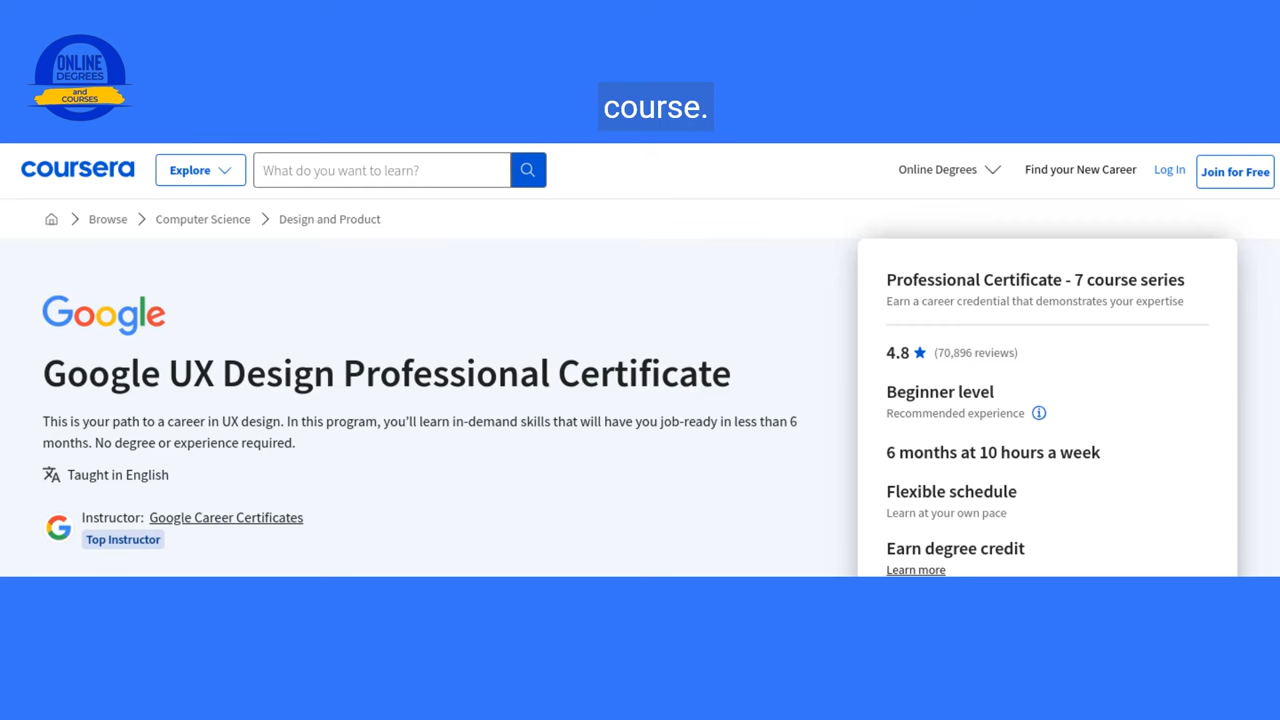 ONLINE
DEGREES
and
COURSES
course.
coursera
Explore
What do you want to learn?
Online Degrees
Find your New Career
Log In
Join for Free
Browse
Computer Science
Design and Product
Google
Google UX Design Professional Certificate
This is your path to a career in UX design. In this program, you'll learn in-demand skills that will have you job-ready in less than 6
months. No degree or experience required.
Taught in English
Instructor: Google Career Certificates
Top Instructor
Professional Certificate - 7 course series
Earn a career credential that demonstrates your expertise
4.8 ★ (70,896 reviews)
Beginner level
Recommended experience
6 months at 10 hours a week
Flexible schedule
Learn at your own pace
Earn degree credit
Learn more